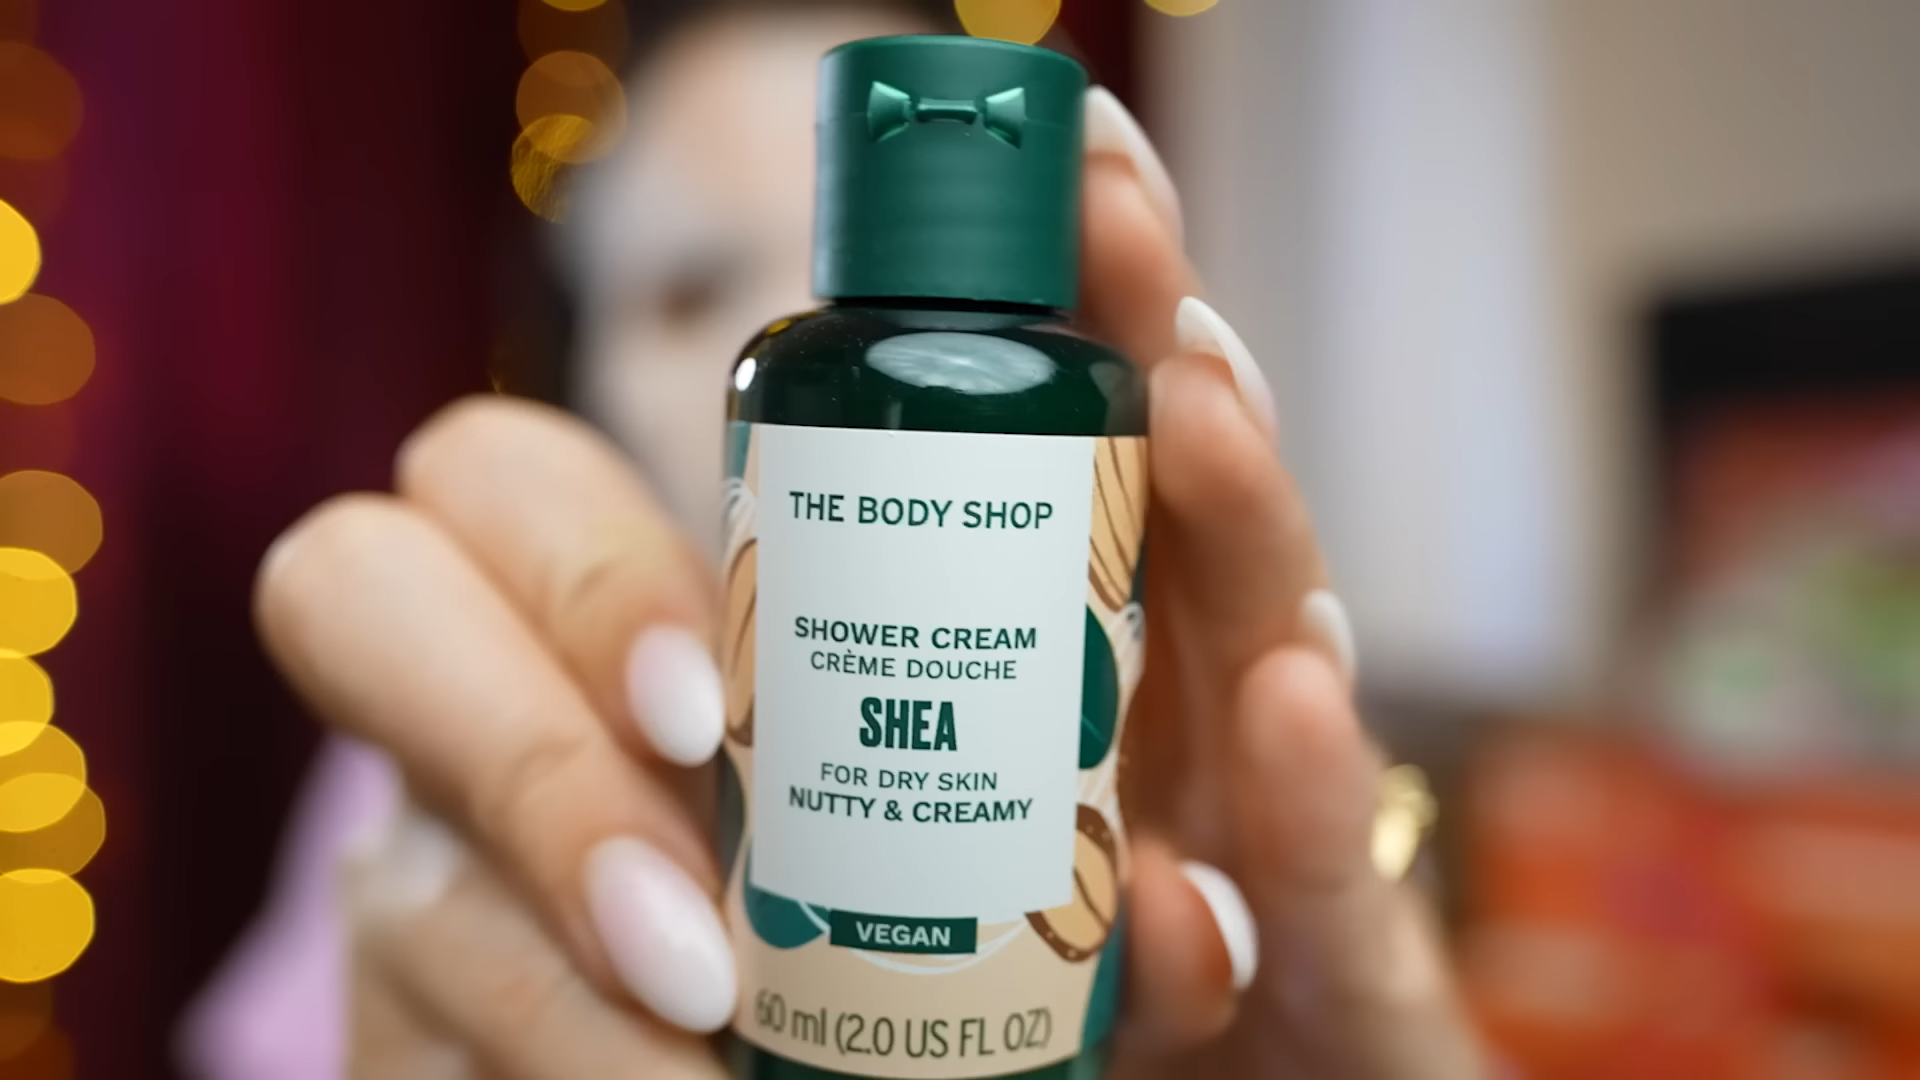 THE BODY SHOP
SHOWER CREAM
CRÈME DOUCHE
SHEA
FOR DRY SKIN
NUTTY & CREAMY
VEGAN
60 ml (2.0 US FL OZ)